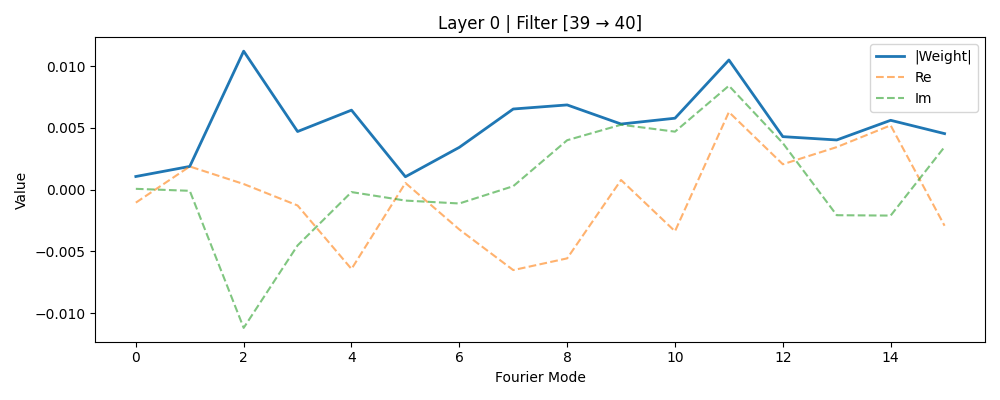 Layer 0 | Filter [39 → 40]
|Weight|
Re
Im
0.010
0.005
0.000
−0.005
−0.010
Value
0 2 4 6 8 10 12 14
Fourier Mode